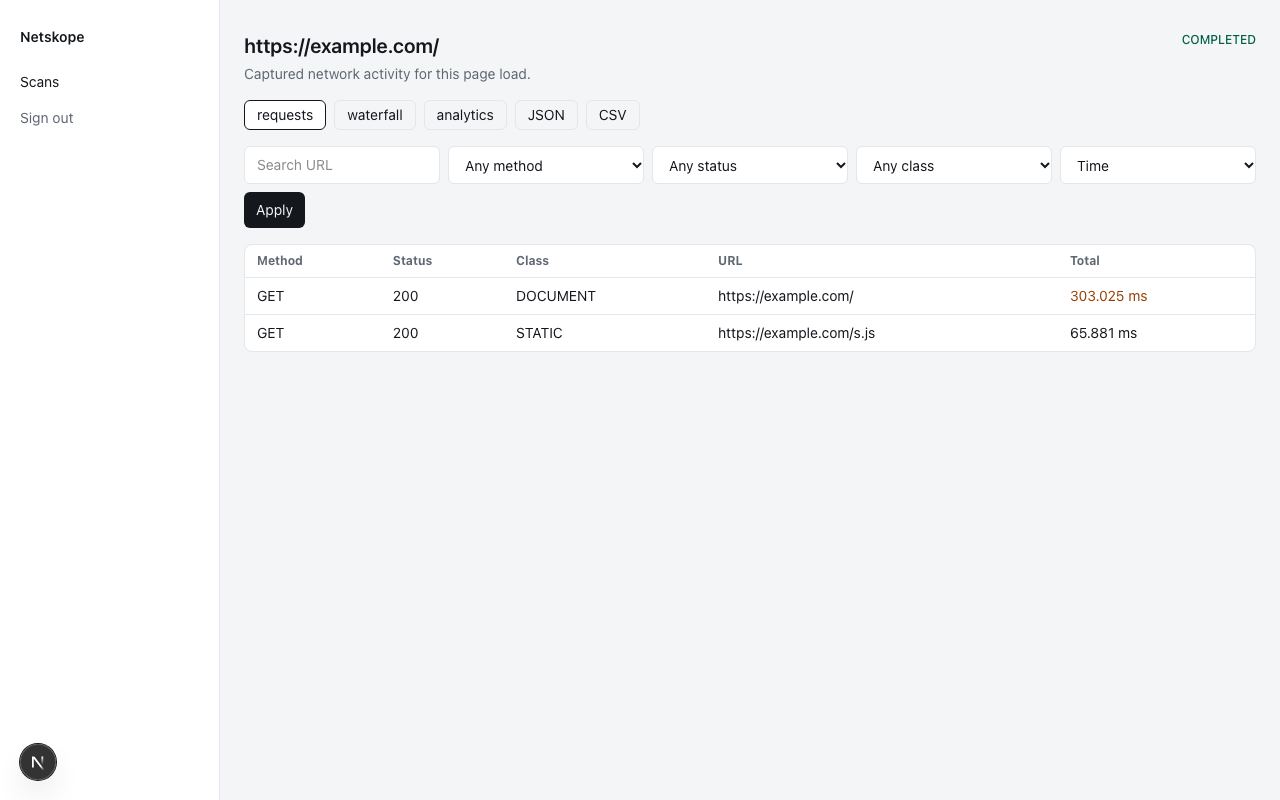 Netskope
Scans
Sign out
https://example.com/
COMPLETED
Captured network activity for this page load.
requests waterfall analytics JSON CSV
Search URL Any method Any status Any class Time
Apply
Method Status Class URL Total
GET 200 DOCUMENT https://example.com/ 303.025 ms
GET 200 STATIC https://example.com/s.js 65.881 ms
N